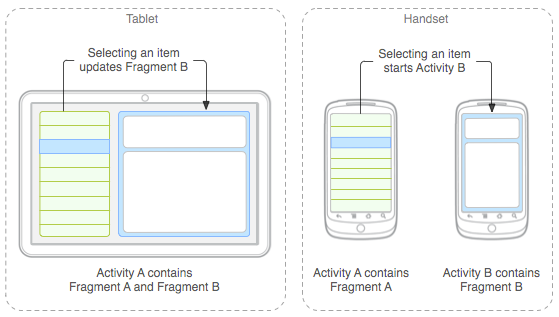 Tablet
Selecting an item
updates Fragment B
Activity A contains
Fragment A and Fragment B
Handset
Selecting an item
starts Activity B
Activity A contains
Fragment A
Activity B contains
Fragment B